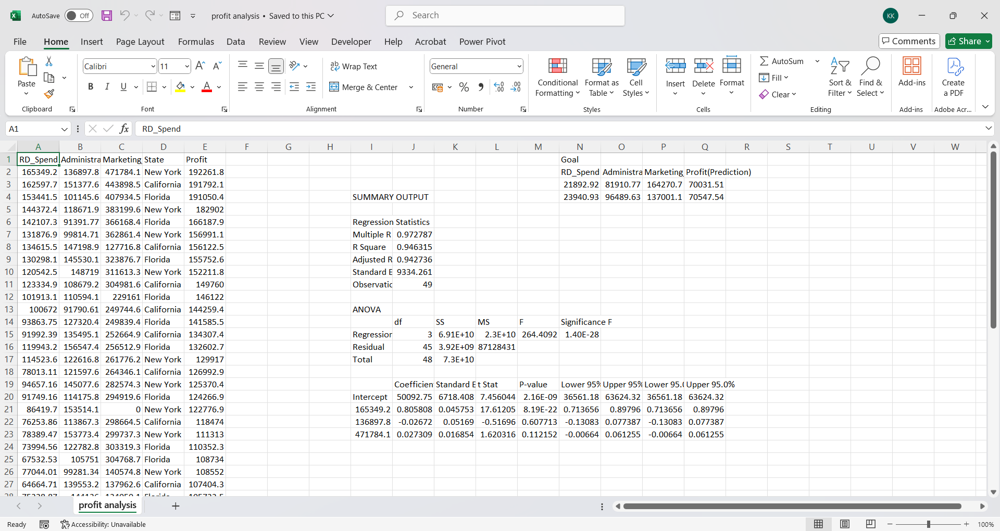 AutoSave Off profit analysis • Saved to this PC Search KK
File Home Insert Page Layout Formulas Data Review View Developer Help Acrobat Power Pivot Comments Share
Paste Calibri 11 B I U A Wrap Text Merge & Center General % Conditional Formatting Format as Table Cell Styles Insert Delete Format AutoSum Fill Clear Sort & Filter Find & Select Add-ins Create a PDF
Clipboard Font Alignment Number Styles Cells Editing Add-ins Adobe Acr...
A1 fx RD_Spend
A B C D E F G H I J K L M N O P Q R S T U V W
1 RD_Spend Administra Marketing_ State Profit Goal
2 165349.2 136897.8 471784.1 New York 192261.8 RD_Spend Administra Marketing_ Profit(Prediction)
3 162597.7 151377.6 443898.5 California 191792.1 21892.92 81910.77 164270.7 70031.51
4 153441.5 101145.6 407934.5 Florida 191050.4 SUMMARY OUTPUT 23940.93 96489.63 137001.1 70547.54
5 144372.4 118671.9 383199.6 New York 182902
6 142107.3 91391.77 366168.4 Florida 166187.9 Regression Statistics
7 131876.9 99814.71 362861.4 New York 156991.1 Multiple R 0.972787
8 134615.5 147198.9 127716.8 California 156122.5 R Square 0.946315
9 130298.1 145530.1 323876.7 Florida 155752.6 Adjusted R 0.942736
10 120542.5 148719 311613.3 New York 152211.8 Standard E 9334.261
11 123334.9 108679.2 304981.6 California 149760 Observatic 49
12 101913.1 110594.1 229161 Florida 146122
13 100672 91790.61 249744.6 California 144259.4 ANOVA
14 93863.75 127320.4 249839.4 Florida 141585.5 df SS MS F Significance F
15 91992.39 135495.1 252664.9 California 134307.4 Regression 3 6.91E+10 2.3E+10 264.4092 1.40E-28
16 119943.2 156547.4 256512.9 Florida 132602.7 Residual 45 3.92E+09 87128431
17 114523.6 122616.8 261776.2 New York 129917 Total 48 7.3E+10
18 78013.11 121597.6 264346.1 California 126992.9
19 94657.16 145077.6 282574.3 New York 125370.4 Coefficien Standard E t Stat P-value Lower 95% Upper 95% Lower 95.0 Upper 95.0%
20 91749.16 114175.8 294919.6 Florida 124266.9 Intercept 50092.75 6718.408 7.456044 2.16E-09 36561.18 63624.32 36561.18 63624.32
21 86419.7 153514.1 0 New York 122776.9 165349.2 0.805808 0.045753 17.61205 8.19E-22 0.713656 0.89796 0.713656 0.89796
22 76253.86 113867.3 298664.5 California 118474 136897.8 -0.02672 0.05169 -0.51696 0.607713 -0.13083 0.077387 -0.13083 0.077387
23 78389.47 153773.4 299737.3 New York 111313 471784.1 0.027309 0.016854 1.620316 0.112152 -0.00664 0.061255 -0.00664 0.061255
24 73994.56 122782.8 303319.3 Florida 110352.3
25 67532.53 105751 304768.7 Florida 108734
26 77044.01 99281.34 140574.8 New York 108552
27 64664.71 139553.2 137962.6 California 107404.3
profit analysis
Ready Accessibility: Unavailable 100%